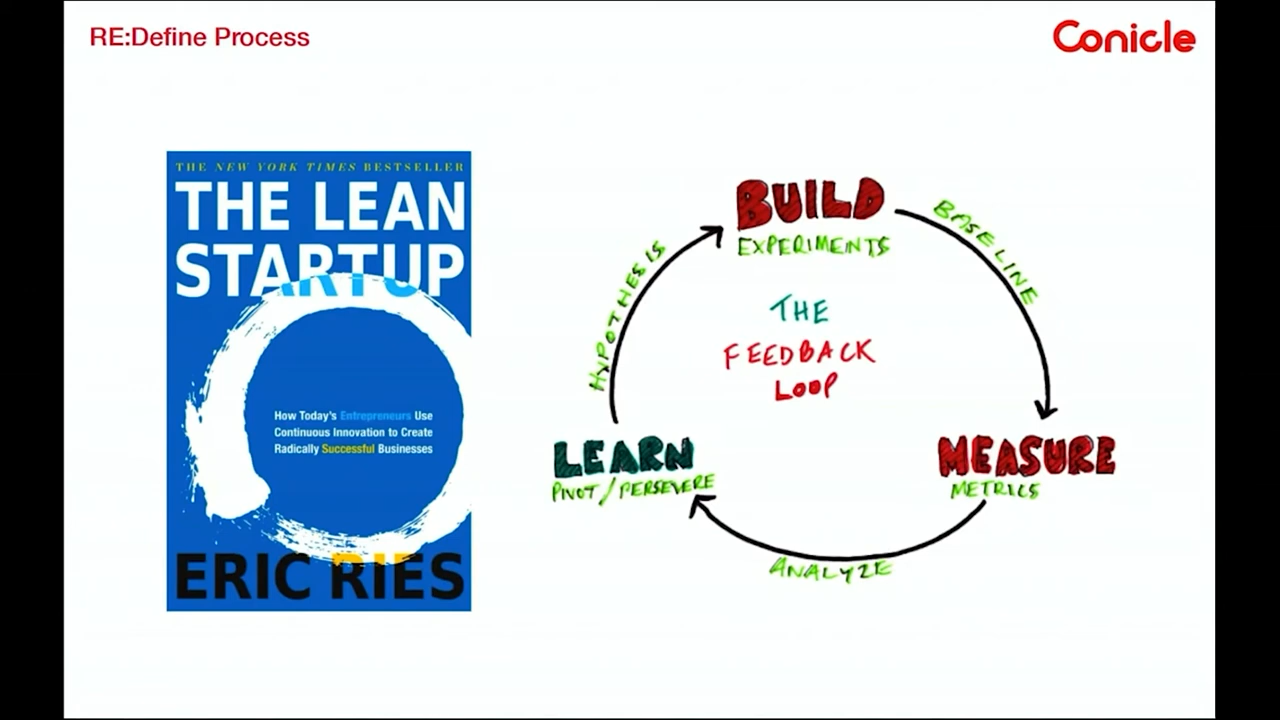 RE:Define Process
Conicle
THE NEW YORK TIMES BESTSELLER
THE LEAN
STARTUP
How Today's Entrepreneurs Use
Continuous Innovation to Create
Radically Successful Businesses
ERIC RIES
BUILD
EXPERIMENTS
BASELINE
HYPOTHESIS
THE
FEEDBACK
LOOP
LEARN
PIVOT/PERSEVERE
MEASURE
METRICS
ANALYZE